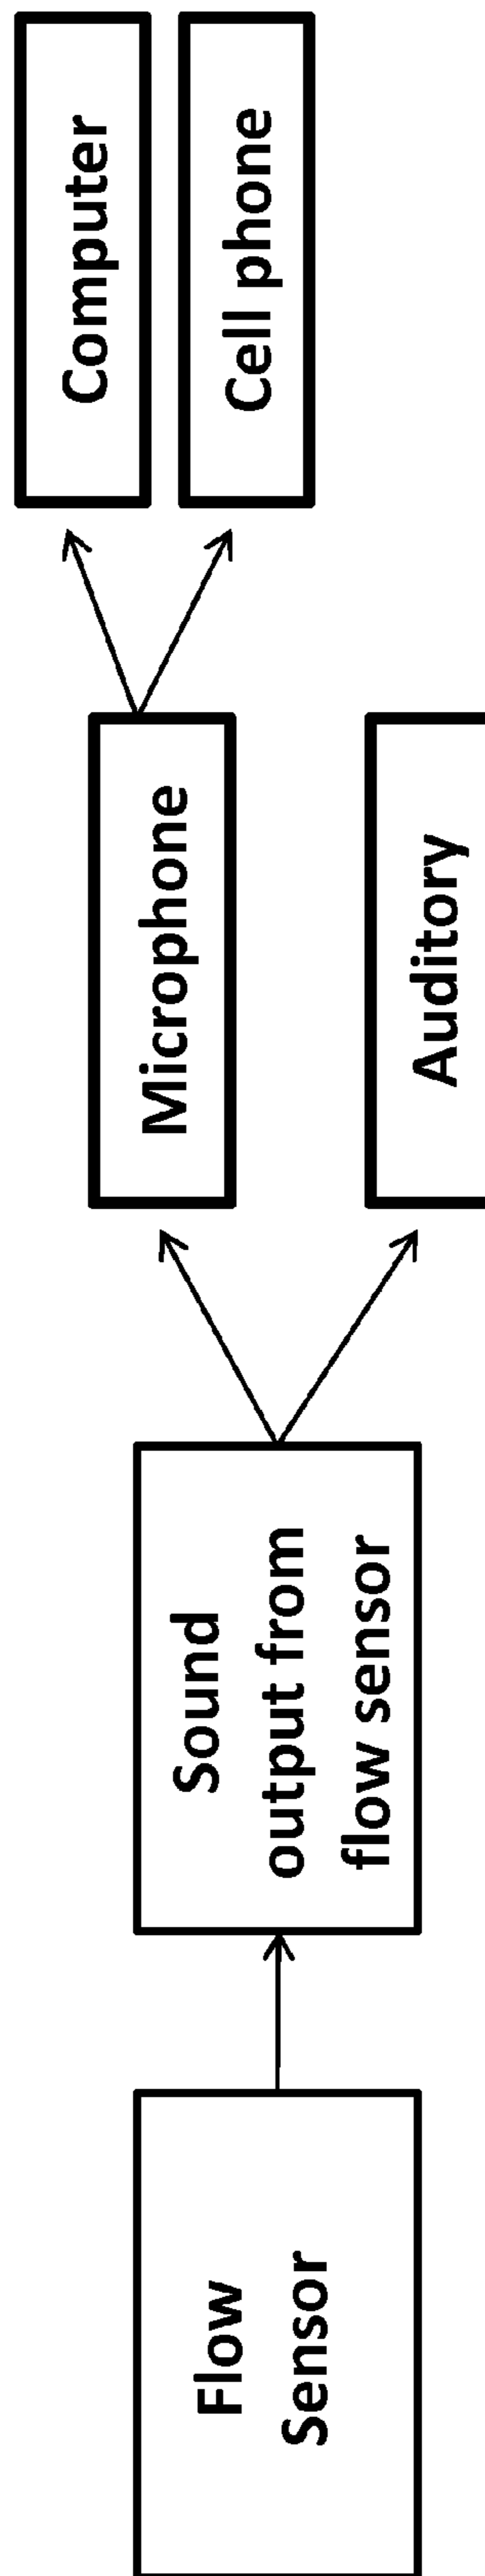 Flow
Sensor
Sound
output from
flow sensor
Microphone
Auditory
Computer
Cell phone